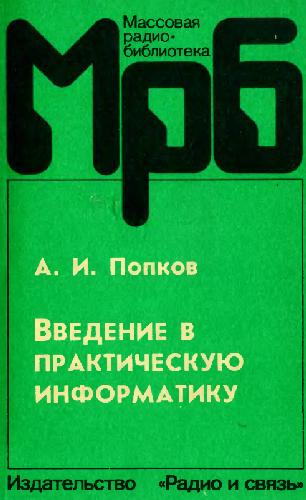 Массовая
радио-
библиотека
Мрб
А. И. Попков
Введение в
практическую
информатику
Издательство «Радио и связь»